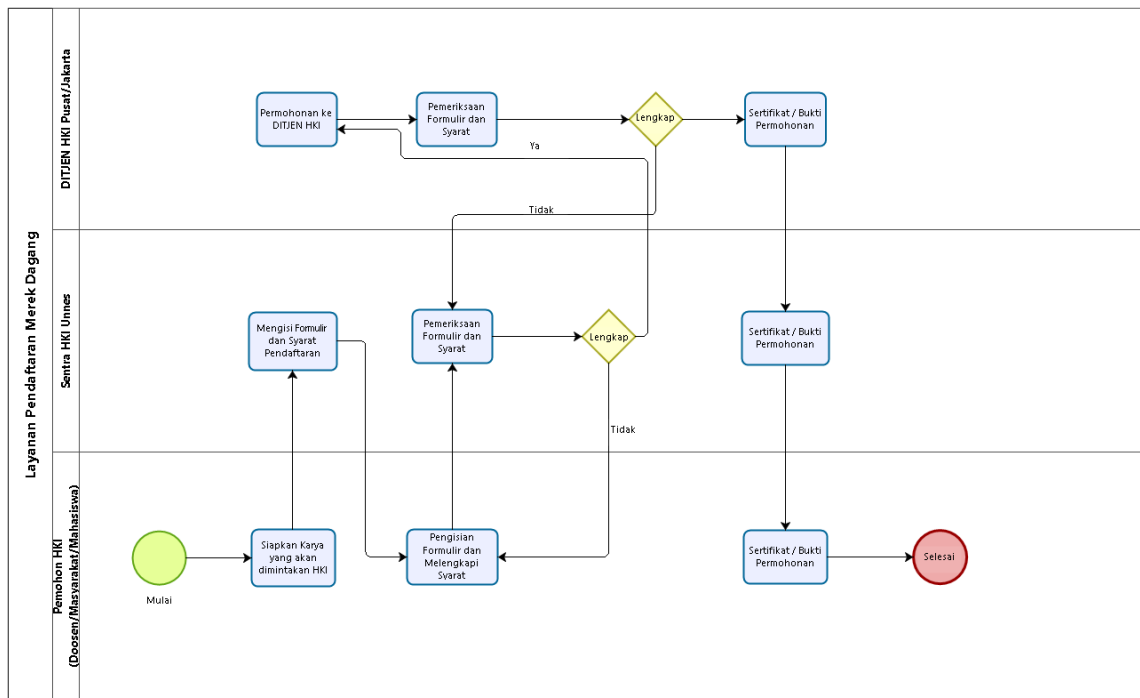 Layanan Pendaftaran Merek Dagang
DITJEN HKI Pusat/Jakarta
Permohonan ke
DITJEN HKI
Pemeriksaan
Formulir dan
Syarat
Lengkap
Sertifikat / Bukti
Permohonan
Ya
Tidak
Sentra HKI Unnes
Mengisi Formulir
dan Syarat
Pendaftaran
Pemeriksaan
Formulir dan
Syarat
Lengkap
Sertifikat / Bukti
Permohonan
Tidak
Pemohon HKI
(Doosen/Masyarakat/Mahasiswa)
Mulai
Siapkan Karya
yang akan
dimintakan HKI
Pengisian
Formulir dan
Melengkapi
Syarat
Sertifikat / Bukti
Permohonan
Selesai